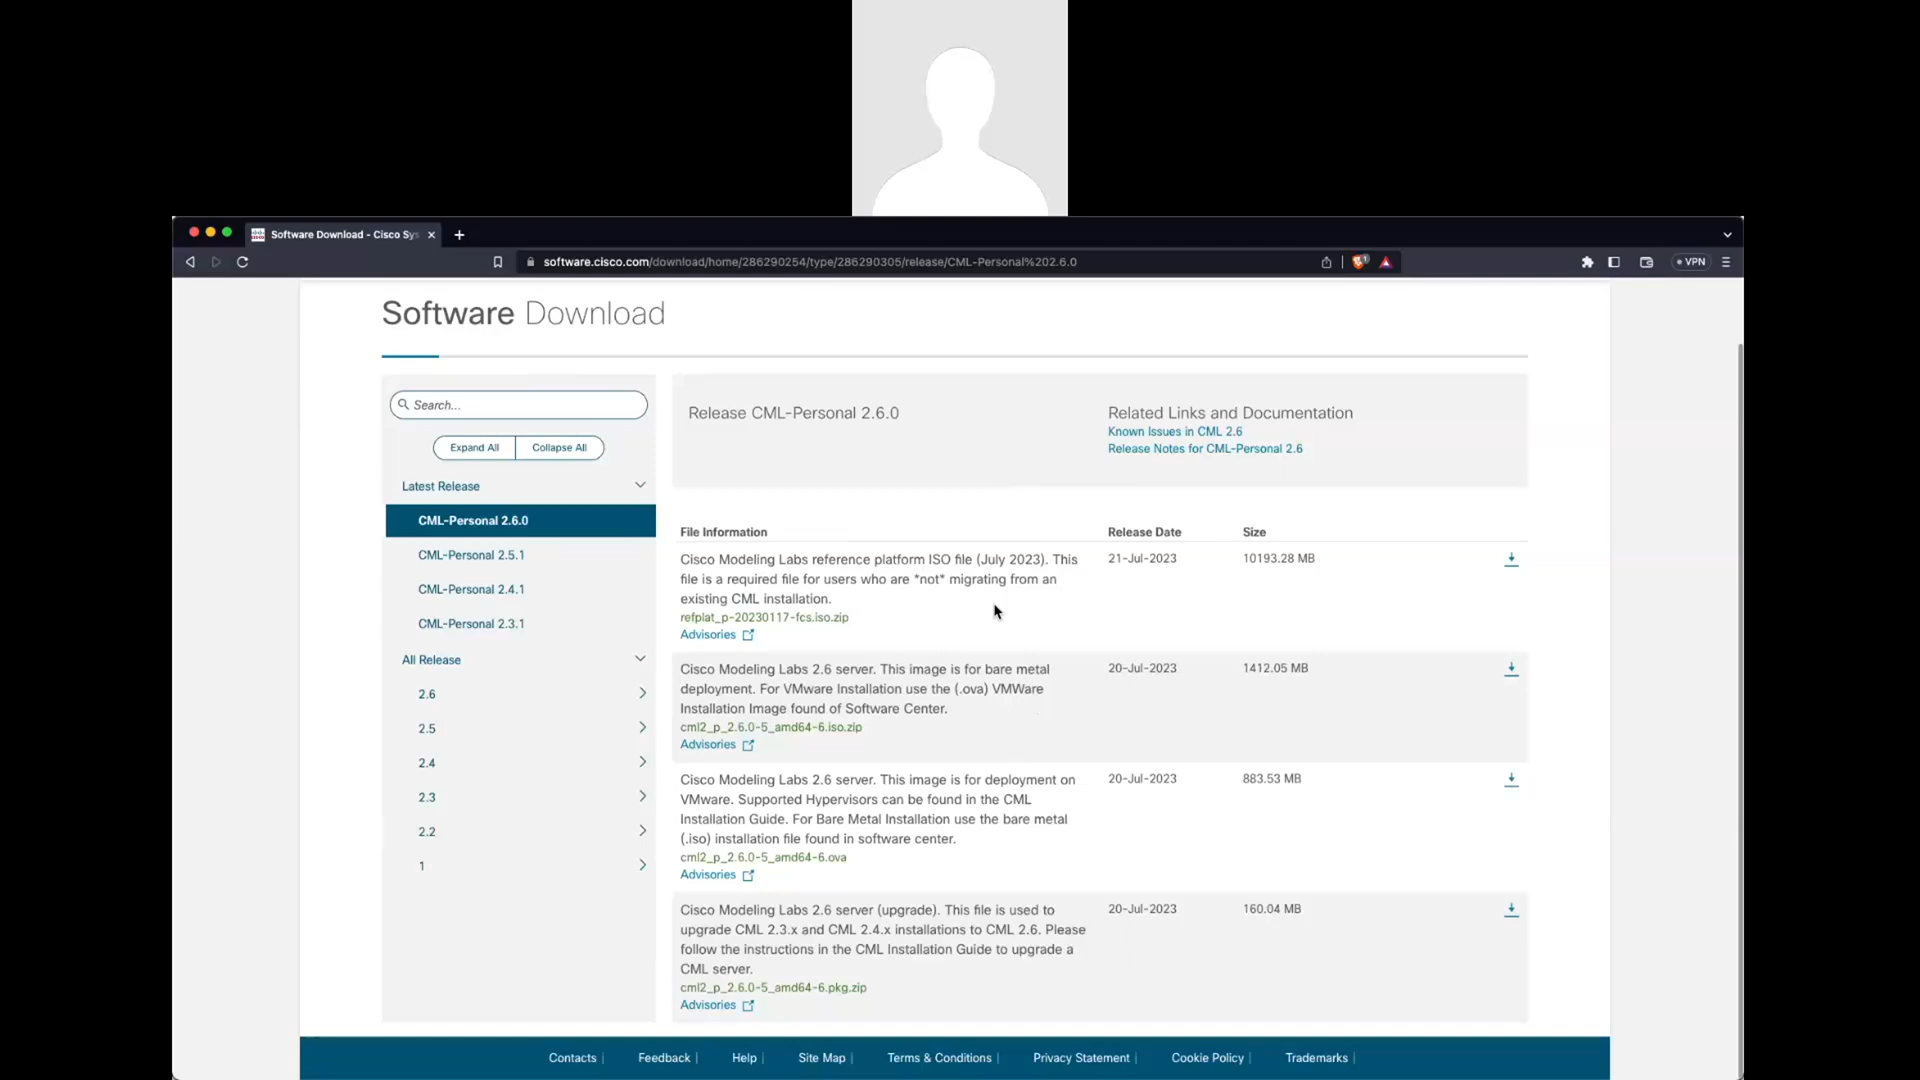 Software Download - Cisco Sys
software.cisco.com/download/home/286290254/type/286290305/release/CML-Personal%202.6.0
1
VPN
Software Download
Search...
Expand All
Collapse All
Latest Release
CML-Personal 2.6.0
CML-Personal 2.5.1
CML-Personal 2.4.1
CML-Personal 2.3.1
All Release
2.6
2.5
2.4
2.3
2.2
1
Release CML-Personal 2.6.0
Related Links and Documentation
Known Issues in CML 2.6
Release Notes for CML-Personal 2.6
File Information Release Date Size
Cisco Modeling Labs reference platform ISO file (July 2023). This 21-Jul-2023 10193.28 MB
file is a required file for users who are *not* migrating from an
existing CML installation.
refplat_p-20230117-fcs.iso.zip
Advisories
Cisco Modeling Labs 2.6 server. This image is for bare metal 20-Jul-2023 1412.05 MB
deployment. For VMware Installation use the (.ova) VMWare
Installation Image found of Software Center.
cml2_p_2.6.0-5_amd64-6.iso.zip
Advisories
Cisco Modeling Labs 2.6 server. This image is for deployment on 20-Jul-2023 883.53 MB
VMware. Supported Hypervisors can be found in the CML
Installation Guide. For Bare Metal Installation use the bare metal
(.iso) installation file found in software center.
cml2_p_2.6.0-5_amd64-6.ova
Advisories
Cisco Modeling Labs 2.6 server (upgrade). This file is used to 20-Jul-2023 160.04 MB
upgrade CML 2.3.x and CML 2.4.x installations to CML 2.6. Please
follow the instructions in the CML Installation Guide to upgrade a
CML server.
cml2_p_2.6.0-5_amd64-6.pkg.zip
Advisories
Contacts | Feedback | Help | Site Map | Terms & Conditions | Privacy Statement | Cookie Policy | Trademarks |